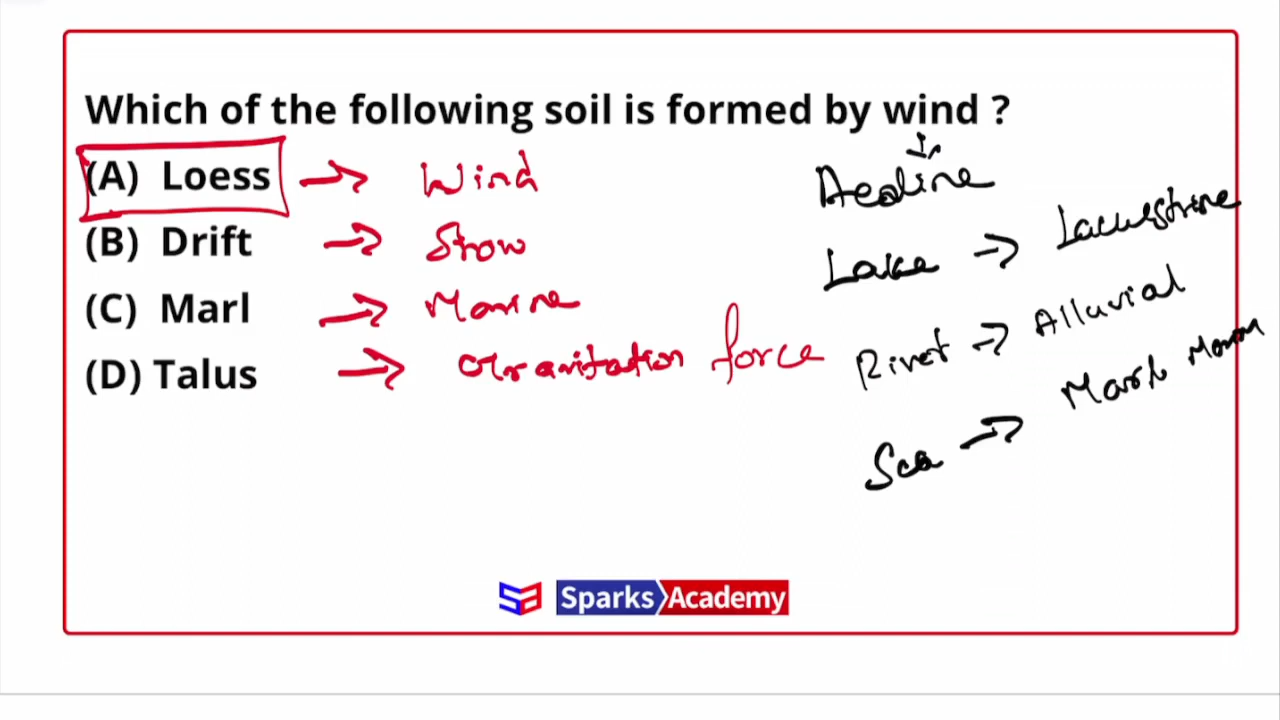 Which of the following soil is formed by wind ?
(A) Loess → Wind
(B) Drift → Snow
(C) Marl → Marine
(D) Talus → Gravitation force
Aeoline
Lake → Lacustrine
River → Alluvial
Sea → Marl
Sparks Academy